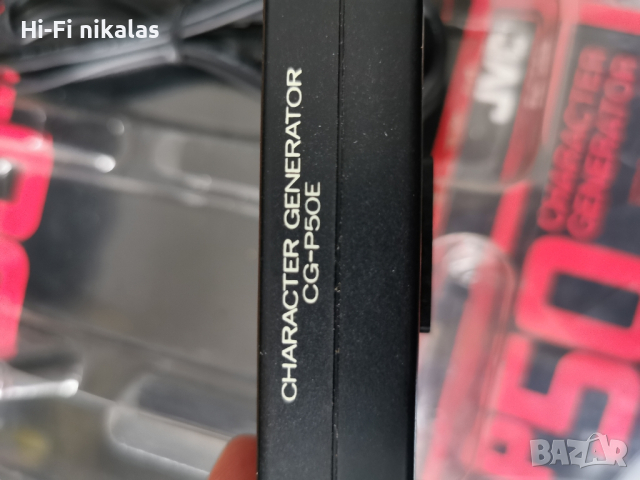 Hi-Fi nikalas
CHARACTER GENERATOR
CG-P50E
JVC
CHARACTER
GENERATOR
P50
BAZAR